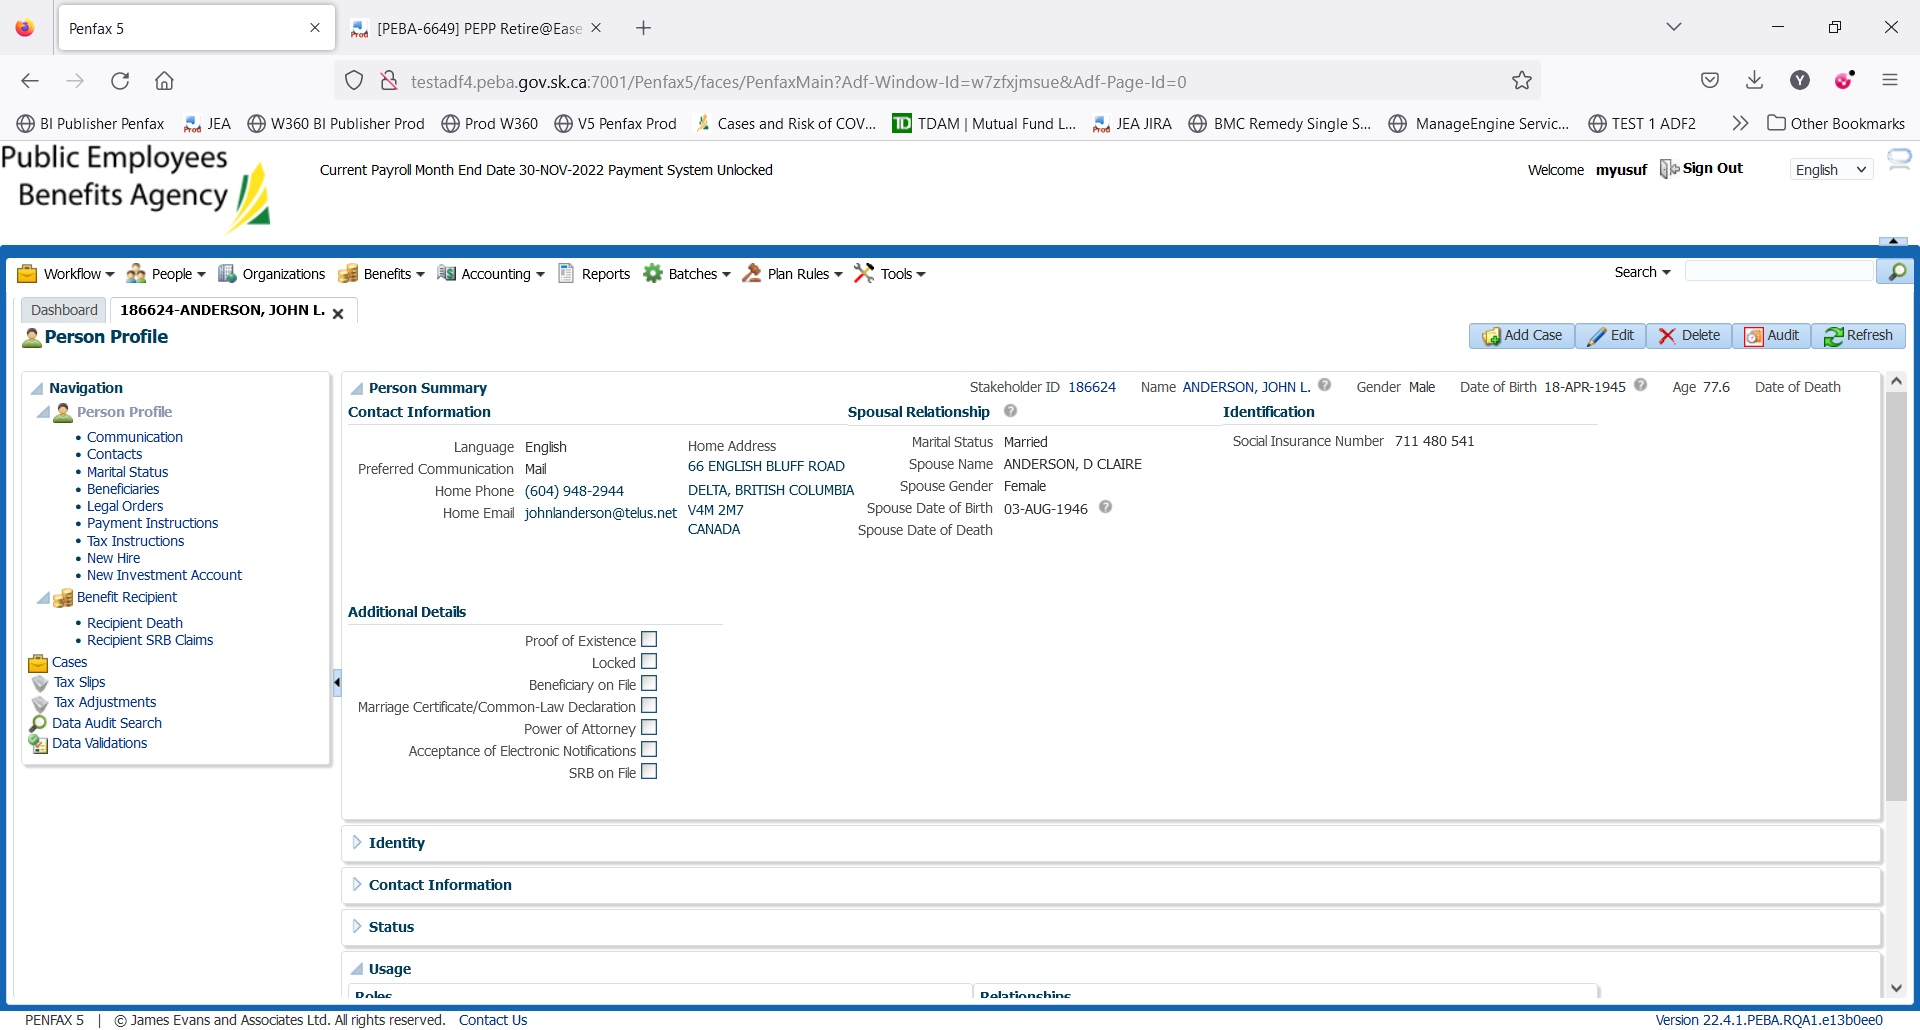 Penfax 5
[PEBA-6649] PEPP Retire@Ease
testadf4.peba.gov.sk.ca:7001/Penfax5/faces/PenfaxMain?Adf-Window-Id=w7zfxjmsue&Adf-Page-Id=0
BI Publisher Penfax JEA W360 BI Publisher Prod Prod W360 V5 Penfax Prod Cases and Risk of COV... TDAM | Mutual Fund L... JEA JIRA BMC Remedy Single S... ManageEngine Servic... TEST 1 ADF2 Other Bookmarks
Public Employees
Benefits Agency
Current Payroll Month End Date 30-NOV-2022 Payment System Unlocked
Welcome myusuf Sign Out English
Workflow People Organizations Benefits Accounting Reports Batches Plan Rules Tools Search
Dashboard 186624-ANDERSON, JOHN L.
Person Profile
Add Case Edit Delete Audit Refresh
Navigation
Person Profile
Communication
Contacts
Marital Status
Beneficiaries
Legal Orders
Payment Instructions
Tax Instructions
New Hire
New Investment Account
Benefit Recipient
Recipient Death
Recipient SRB Claims
Cases
Tax Slips
Tax Adjustments
Data Audit Search
Data Validations
Person Summary
Stakeholder ID 186624 Name ANDERSON, JOHN L. Gender Male Date of Birth 18-APR-1945 Age 77.6 Date of Death
Contact Information
Language English
Preferred Communication Mail
Home Phone (604) 948-2944
Home Email johnlanderson@telus.net
Home Address
66 ENGLISH BLUFF ROAD
DELTA, BRITISH COLUMBIA
V4M 2M7
CANADA
Spousal Relationship
Marital Status Married
Spouse Name ANDERSON, D CLAIRE
Spouse Gender Female
Spouse Date of Birth 03-AUG-1946
Spouse Date of Death
Identification
Social Insurance Number 711 480 541
Additional Details
Proof of Existence
Locked
Beneficiary on File
Marriage Certificate/Common-Law Declaration
Power of Attorney
Acceptance of Electronic Notifications
SRB on File
Identity
Contact Information
Status
Usage
Roles Relationships
PENFAX 5 | © James Evans and Associates Ltd. All rights reserved. Contact Us
Version 22.4.1.PEBA.RQA1.e13b0ee0